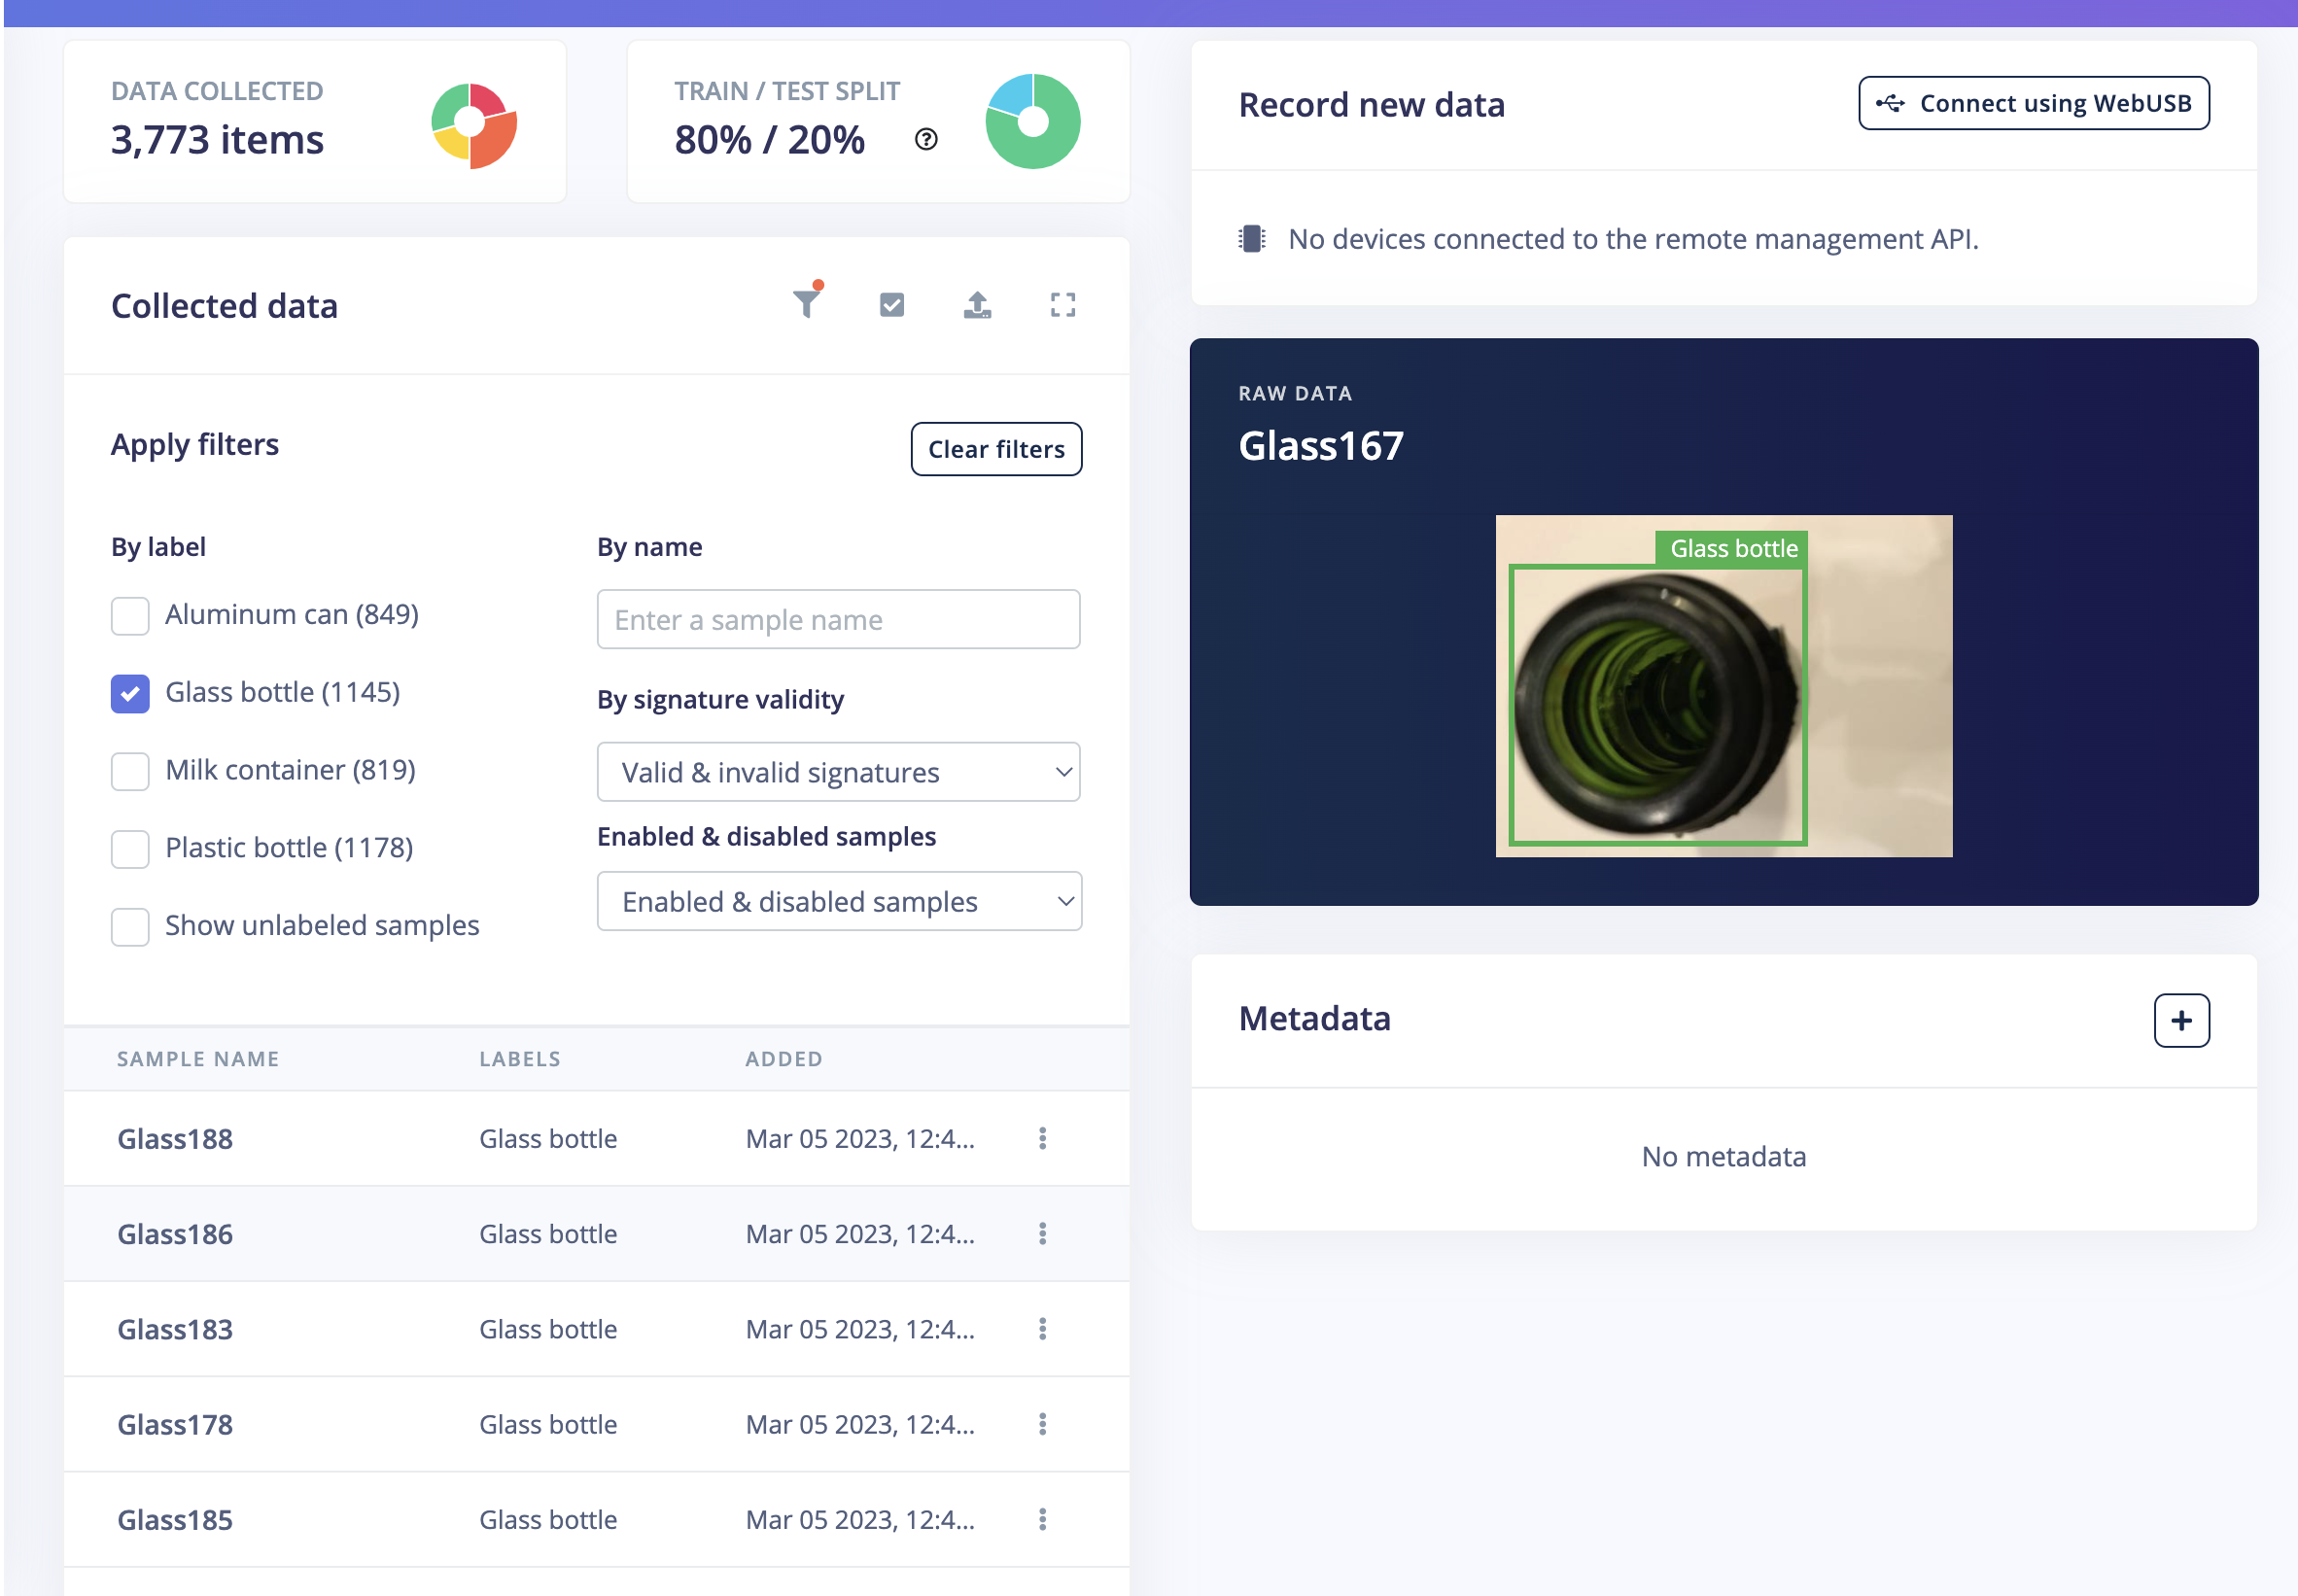 DATA COLLECTED
3,773 items
TRAIN / TEST SPLIT
80% / 20%
Collected data
Apply filters
Clear filters
By label
Aluminum can (849)
Glass bottle (1145)
Milk container (819)
Plastic bottle (1178)
Show unlabeled samples
By name
Enter a sample name
By signature validity
Valid & invalid signatures
Enabled & disabled samples
Enabled & disabled samples
SAMPLE NAME LABELS ADDED
Glass188 Glass bottle Mar 05 2023, 12:4...
Glass186 Glass bottle Mar 05 2023, 12:4...
Glass183 Glass bottle Mar 05 2023, 12:4...
Glass178 Glass bottle Mar 05 2023, 12:4...
Glass185 Glass bottle Mar 05 2023, 12:4...
Record new data
Connect using WebUSB
No devices connected to the remote management API.
RAW DATA
Glass167
Glass bottle
Metadata
No metadata